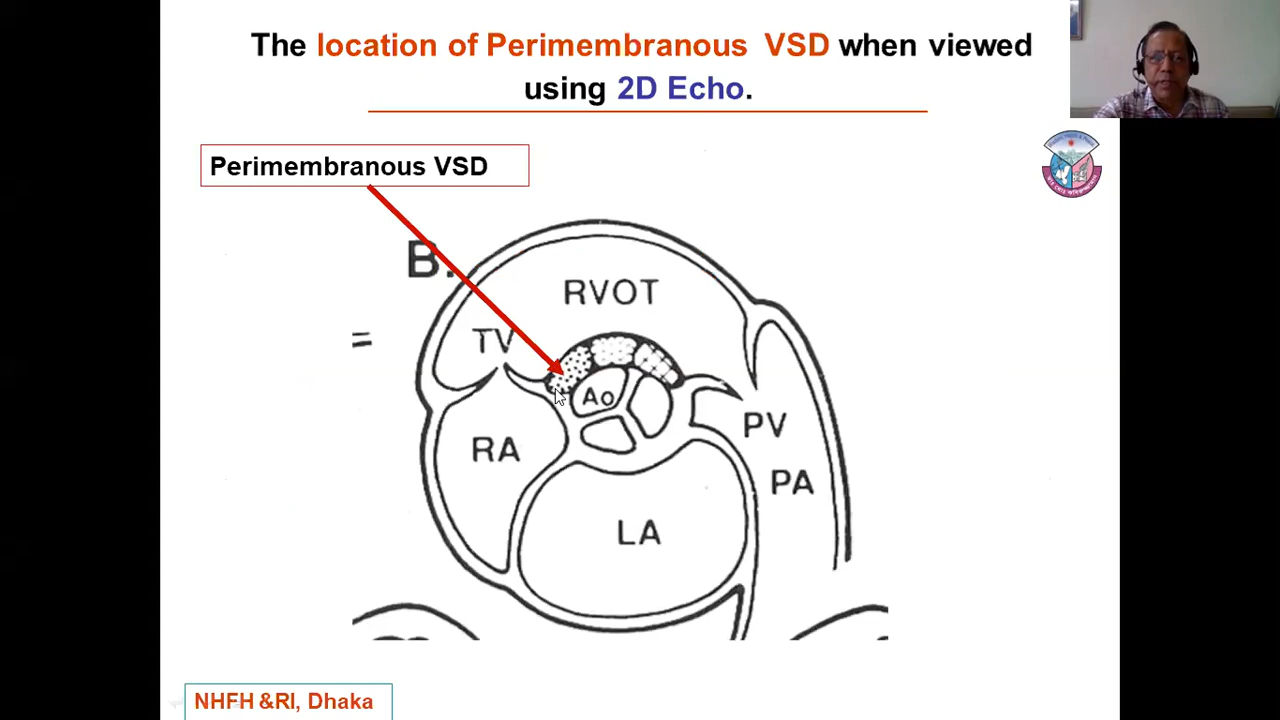 The location of Perimembranous VSD when viewed
using 2D Echo.
Perimembranous VSD
B.
RVOT
=
TV
Ao
RA
PV
PA
LA
NHFH &RI, Dhaka